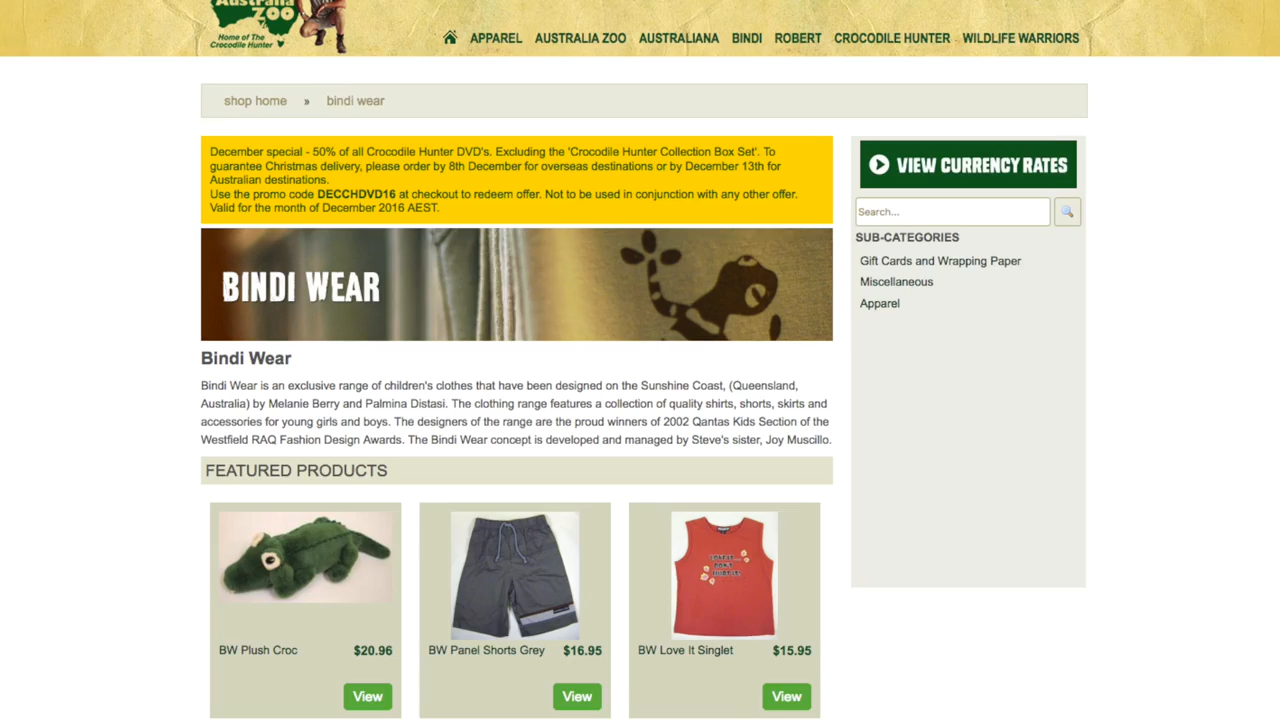 Australia
ZOO
Home of The
Crocodile Hunter
APPAREL AUSTRALIA ZOO AUSTRALIANA BINDI ROBERT CROCODILE HUNTER WILDLIFE WARRIORS
shop home » bindi wear
December special - 50% of all Crocodile Hunter DVD's. Excluding the 'Crocodile Hunter Collection Box Set'. To
guarantee Christmas delivery, please order by 8th December for overseas destinations or by December 13th for
Australian destinations.
Use the promo code DECCHDVD16 at checkout to redeem offer. Not to be used in conjunction with any other offer.
Valid for the month of December 2016 AEST.
VIEW CURRENCY RATES
Search...
SUB-CATEGORIES
Gift Cards and Wrapping Paper
Miscellaneous
Apparel
BINDI WEAR
Bindi Wear
Bindi Wear is an exclusive range of children's clothes that have been designed on the Sunshine Coast, (Queensland,
Australia) by Melanie Berry and Palmina Distasi. The clothing range features a collection of quality shirts, shorts, skirts and
accessories for young girls and boys. The designers of the range are the proud winners of 2002 Qantas Kids Section of the
Westfield RAQ Fashion Design Awards. The Bindi Wear concept is developed and managed by Steve's sister, Joy Muscillo.
FEATURED PRODUCTS
BW Plush Croc $20.96
View
BW Panel Shorts Grey $16.95
View
BW Love It Singlet $15.95
View